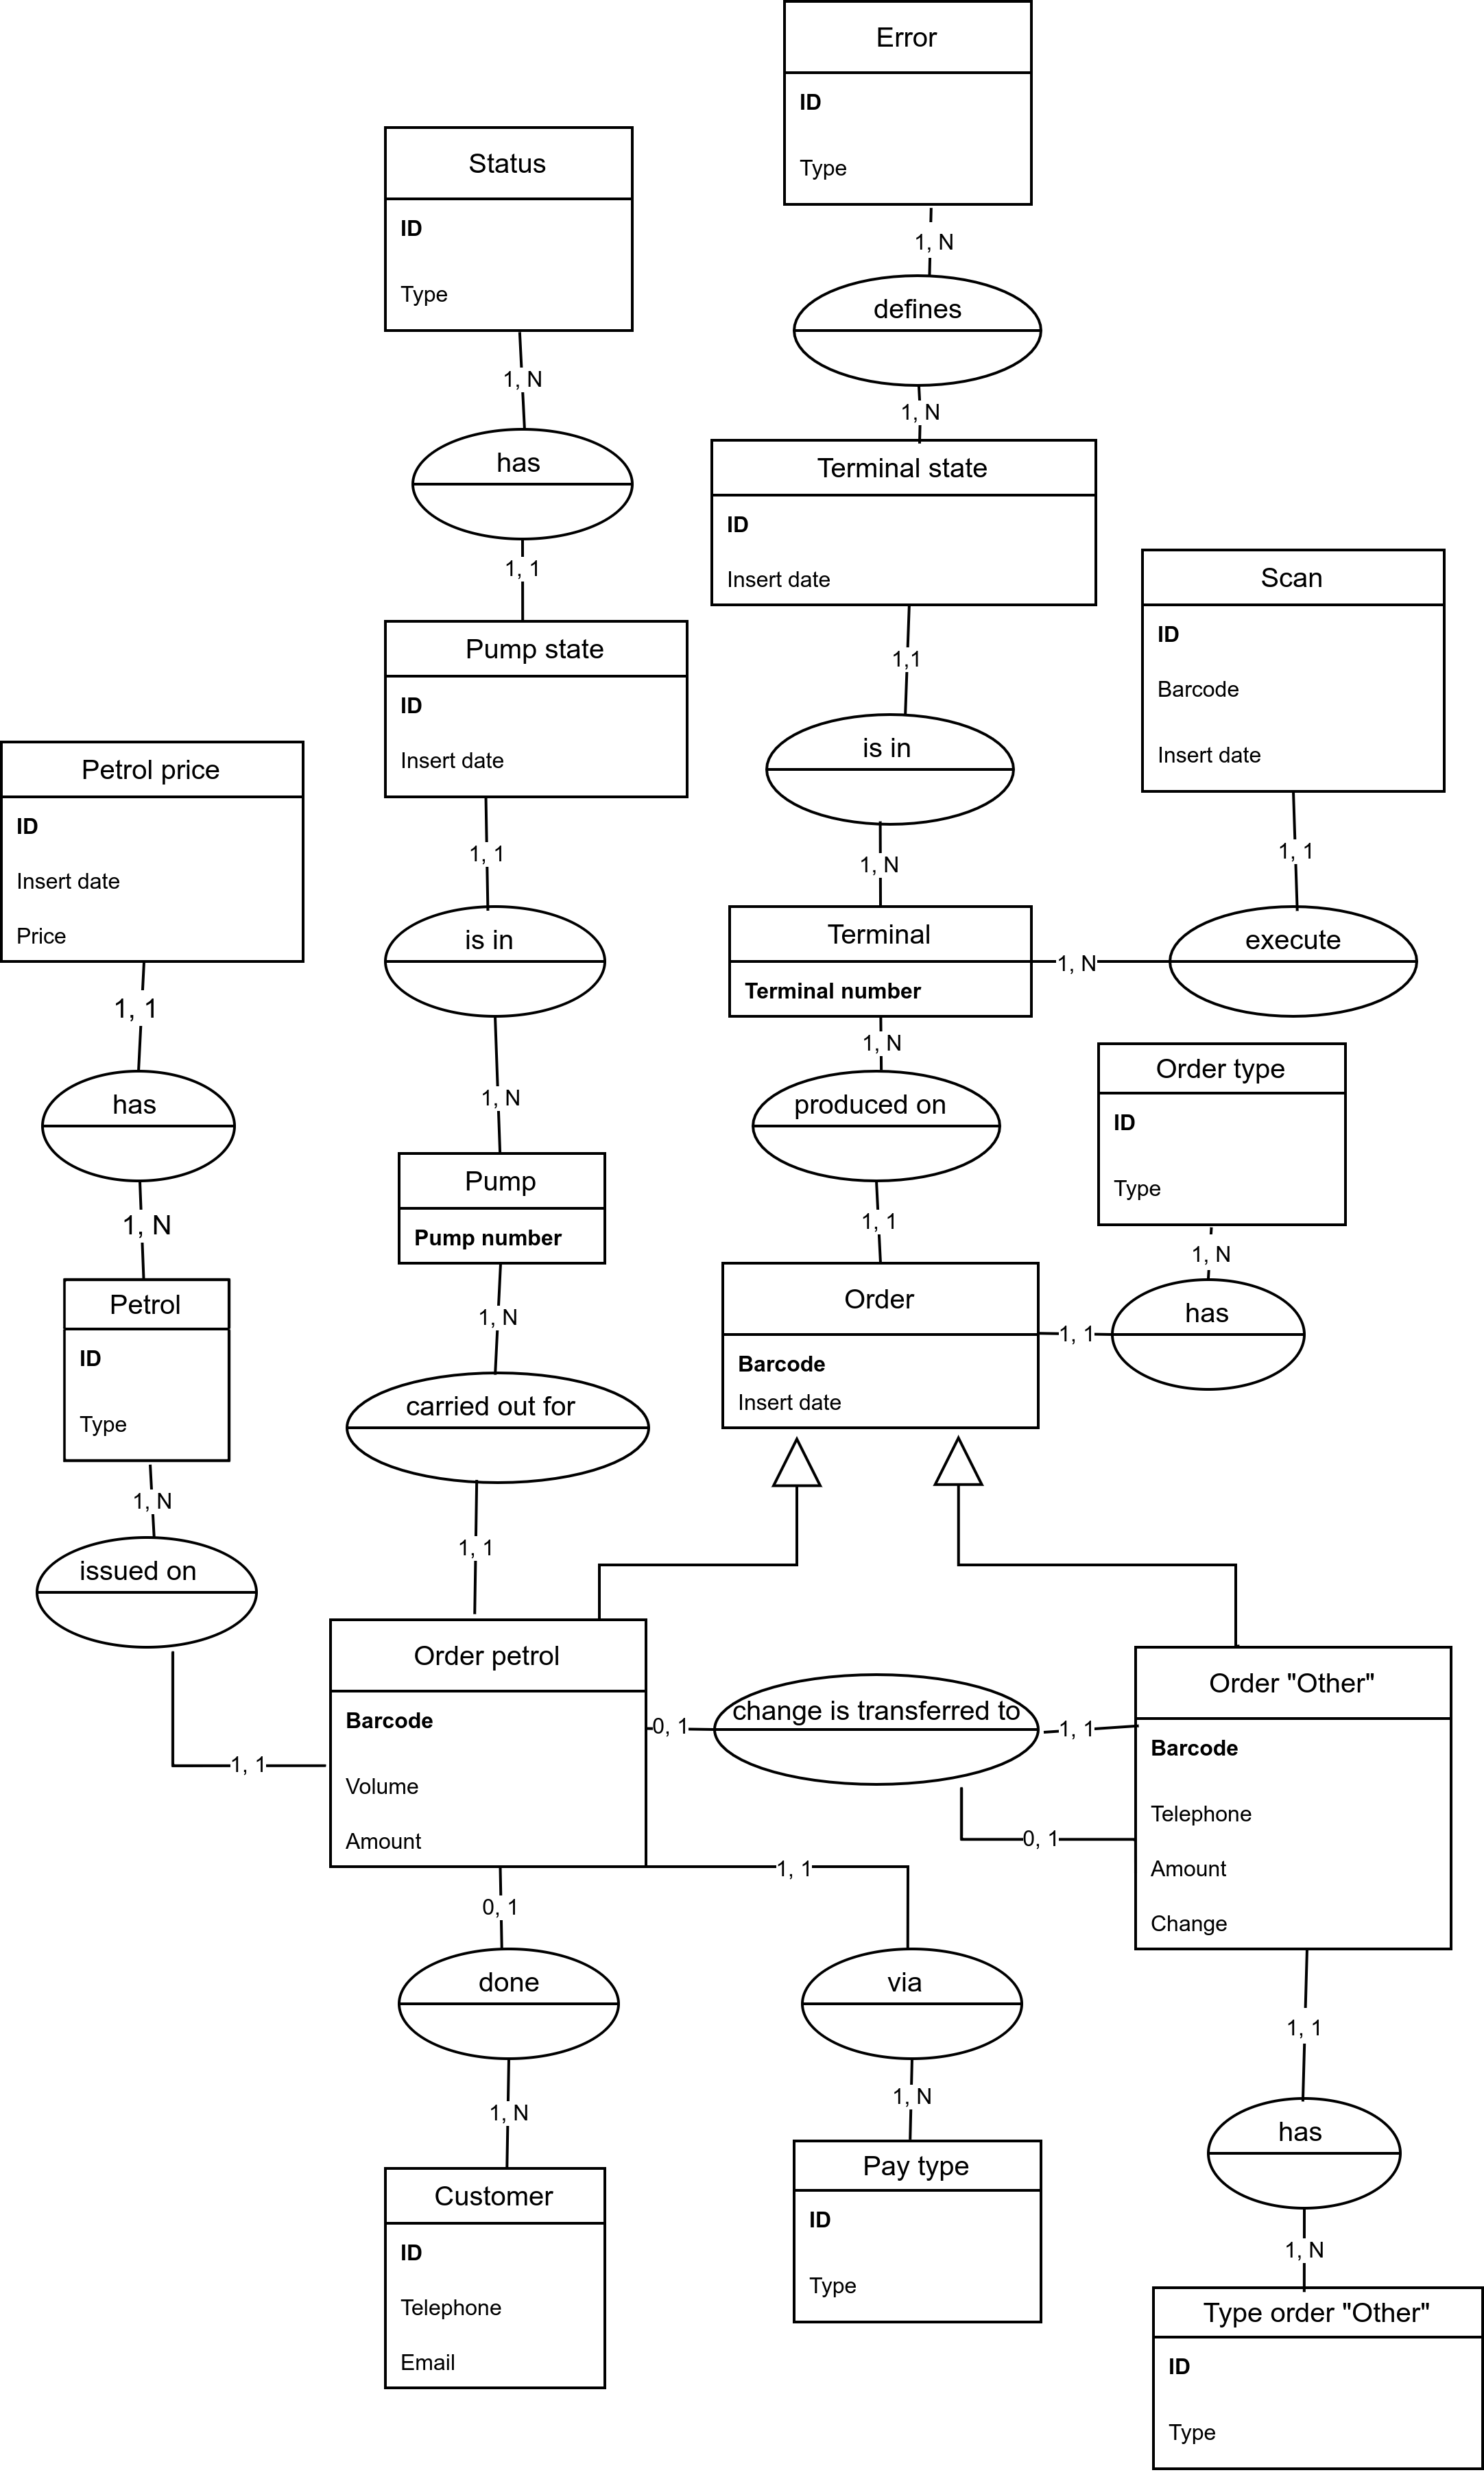 Error
ID
Type
1, N
defines
1, N
Status
ID
Type
1, N
has
1, 1
Terminal state
ID
Insert date
1,1
is in
1, N
Scan
ID
Barcode
Insert date
1, 1
execute
1, N
Pump state
ID
Insert date
1, 1
is in
1, N
Petrol price
ID
Insert date
Price
1, 1
has
1, N
Terminal
Terminal number
1, N
produced on
1, 1
Order type
ID
Type
1, N
has
1, 1
Pump
Pump number
1, N
carried out for
1, 1
Petrol
ID
Type
1, N
issued on
1, 1
Order
Barcode
Insert date
Order petrol
Barcode
Volume
Amount
0, 1
change is transferred to
1, 1
0, 1
Order "Other"
Barcode
Telephone
Amount
Change
0, 1
done
1, N
1, 1
via
1, N
1, 1
has
1, N
Customer
ID
Telephone
Email
Pay type
ID
Type
Type order "Other"
ID
Type